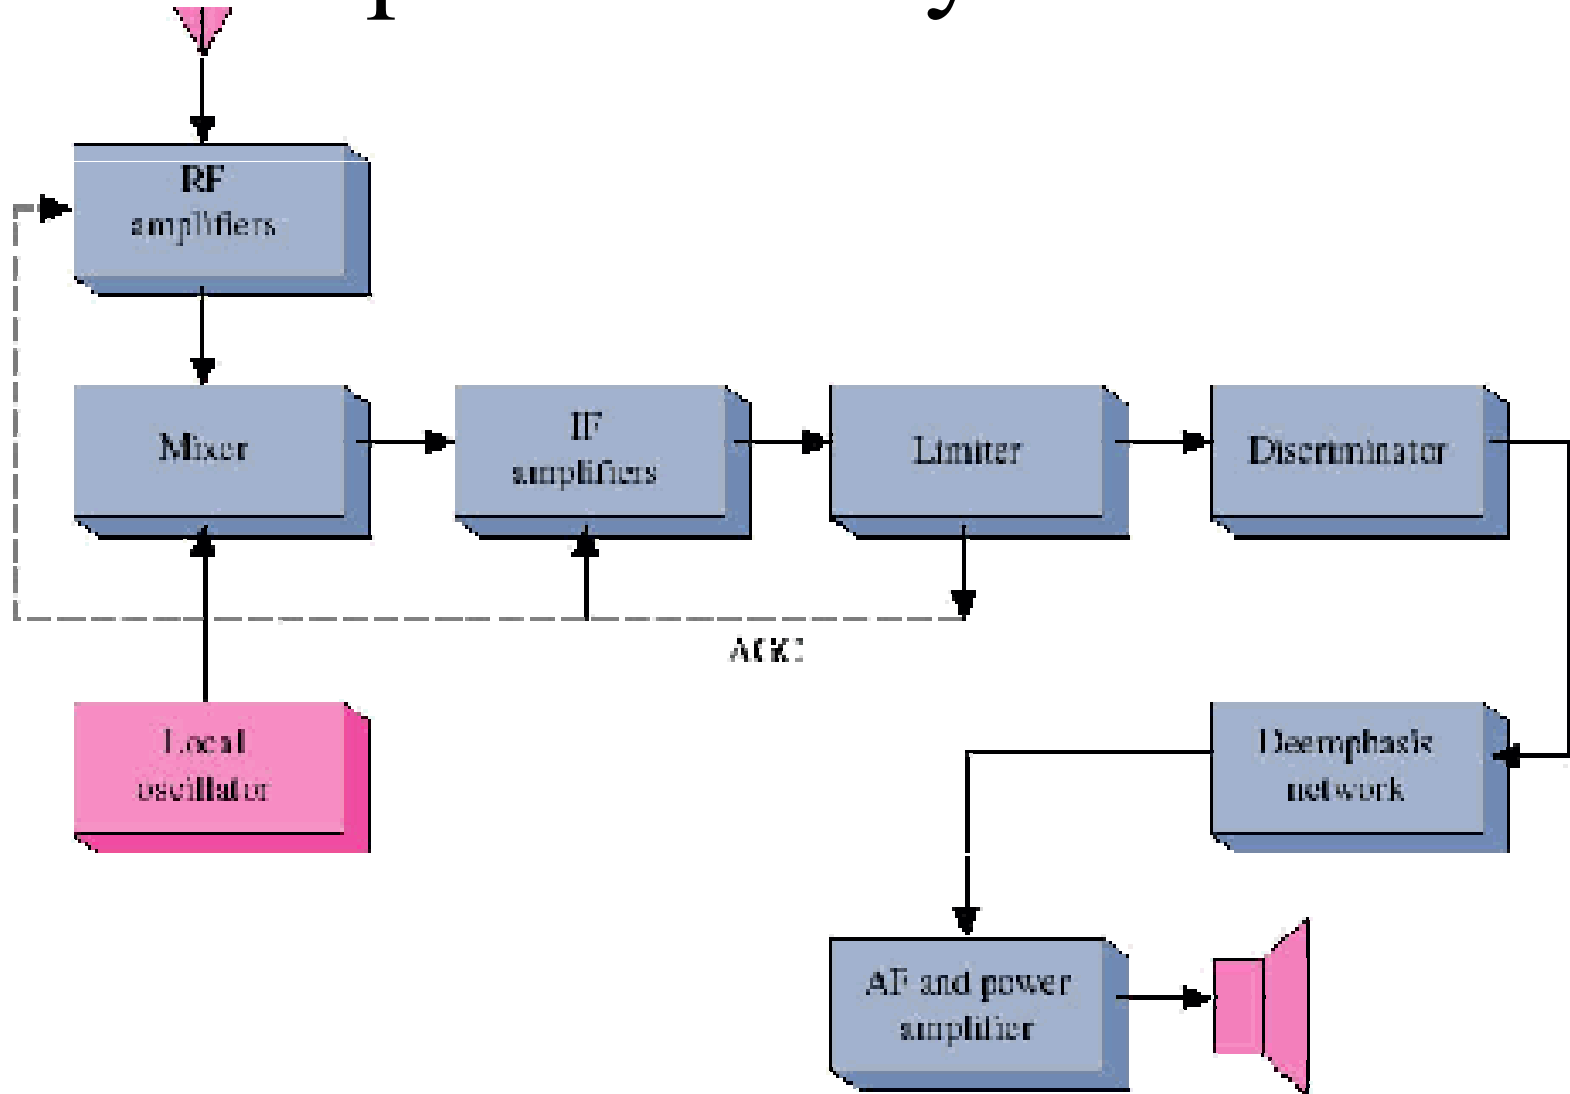 RF
amplifiers
Mixer
IF
amplifiers
Limiter
Discriminator
AGC
Local
oscillator
Deemphasis
network
AF and power
amplifier